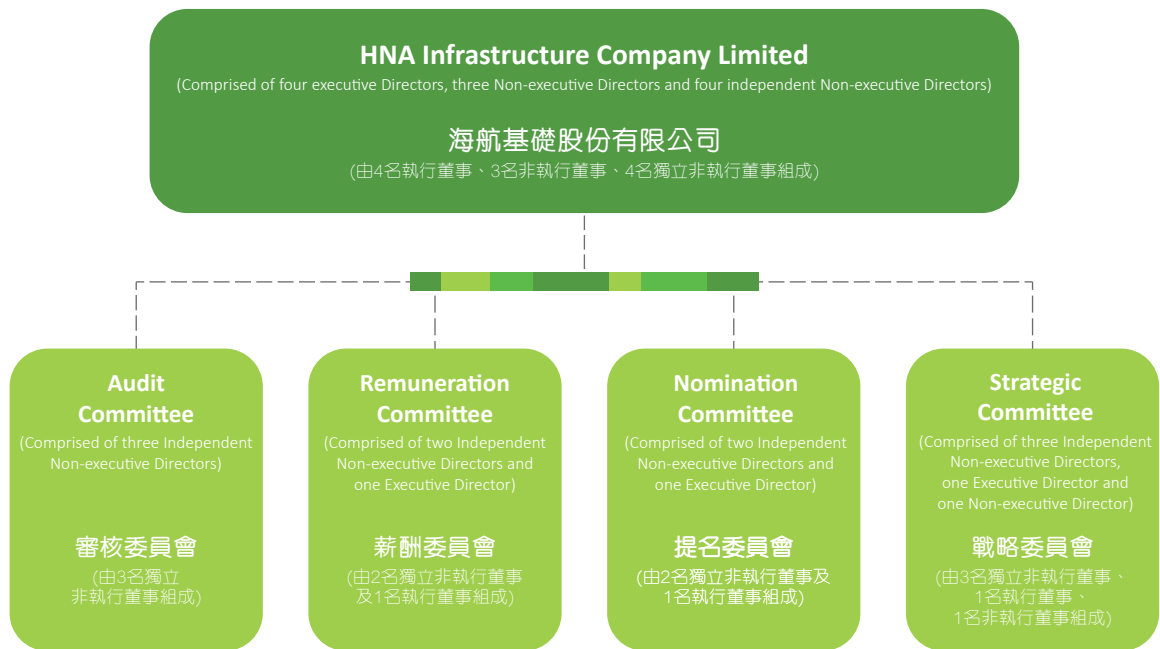 HNA Infrastructure Company Limited
(Comprised of four executive Directors, three Non-executive Directors and four independent Non-executive Directors)
海航基礎股份有限公司
(由4名執行董事、3名非執行董事、4名獨立非執行董事組成)
Audit
Committee
(Comprised of three Independent
Non-executive Directors)
審核委員會
(由3名獨立
非執行董事組成)
Remuneration
Committee
(Comprised of two Independent
Non-executive Directors and
one Executive Director)
薪酬委員會
(由2名獨立非執行董事
及1名執行董事組成)
Nomination
Committee
(Comprised of two Independent
Non-executive Directors and
one Executive Director)
提名委員會
(由2名獨立非執行董事及
1名執行董事組成)
Strategic
Committee
(Comprised of three Independent
Non-executive Directors,
one Executive Director and
one Non-executive Director)
戰略委員會
(由3名獨立非執行董事、
1名執行董事、
1名非執行董事組成)